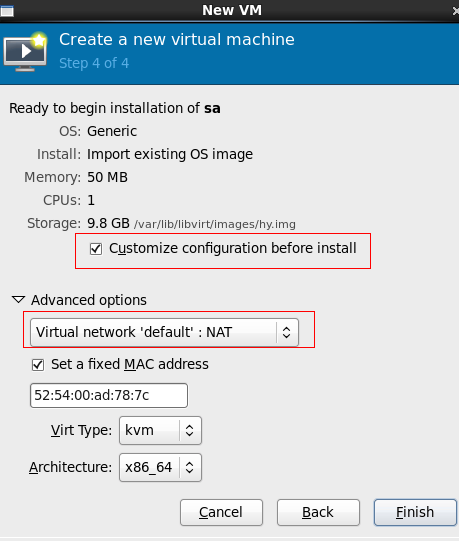 New VM
Create a new virtual machine
Step 4 of 4
Ready to begin installation of sa
OS: Generic
Install: Import existing OS image
Memory: 50 MB
CPUs: 1
Storage: 9.8 GB /var/lib/libvirt/images/hy.img
Customize configuration before install
Advanced options
Virtual network 'default' : NAT
Set a fixed MAC address
52:54:00:ad:78:7c
Virt Type: kvm
Architecture: x86_64
Cancel Back Finish